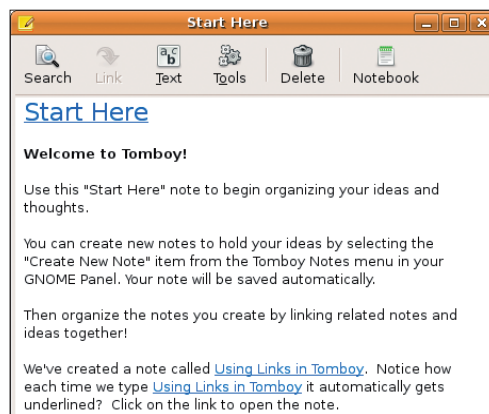 Start Here
Search Link Text Tools Delete Notebook
Start Here
Welcome to Tomboy!
Use this "Start Here" note to begin organizing your ideas and
thoughts.
You can create new notes to hold your ideas by selecting the
"Create New Note" item from the Tomboy Notes menu in your
GNOME Panel. Your note will be saved automatically.
Then organize the notes you create by linking related notes and
ideas together!
We've created a note called Using Links in Tomboy.  Notice how
each time we type Using Links in Tomboy it automatically gets
underlined?  Click on the link to open the note.